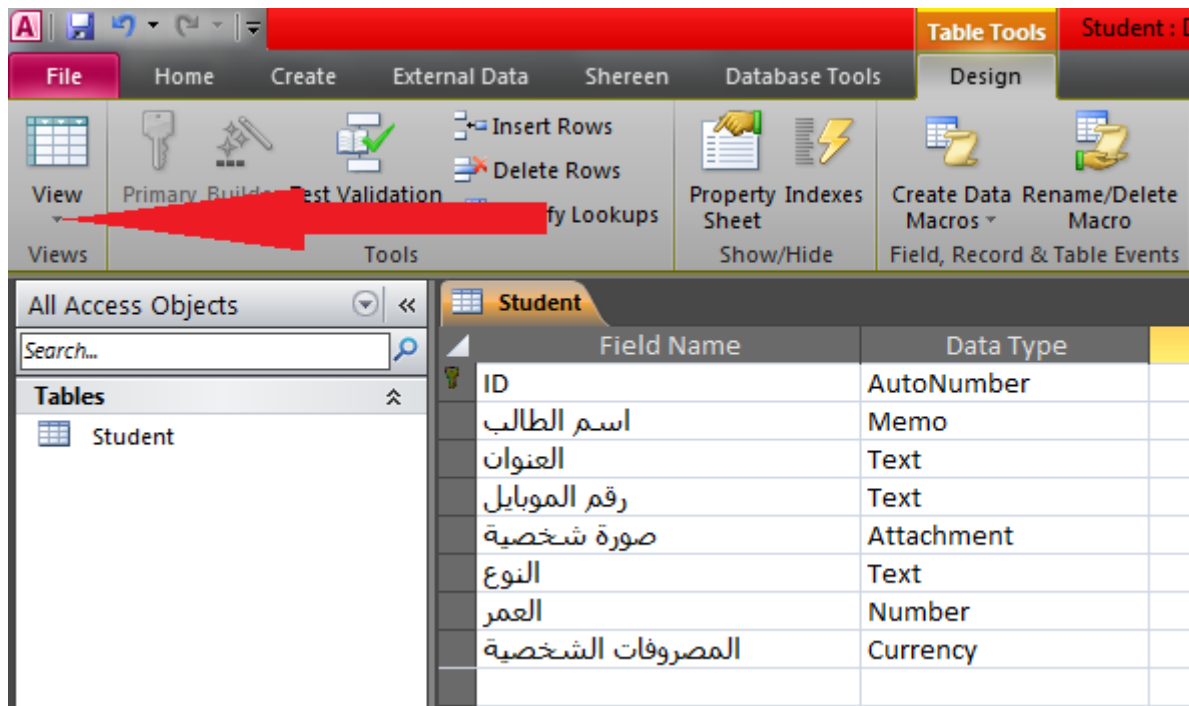 Table Tools Student :
File Home Create External Data Shereen Database Tools Design
Insert Rows
Delete Rows
View Primary Test Validation Lookups Property Sheet Indexes Create Data Macros Rename/Delete Macro
Views Tools Show/Hide Field, Record & Table Events
All Access Objects
Search...
Tables
Student
Student
Field Name Data Type
ID AutoNumber
اسم الطالب Memo
العنوان Text
رقم الموبايل Text
صورة شخصية Attachment
النوع Text
العمر Number
المصروفات الشخصية Currency